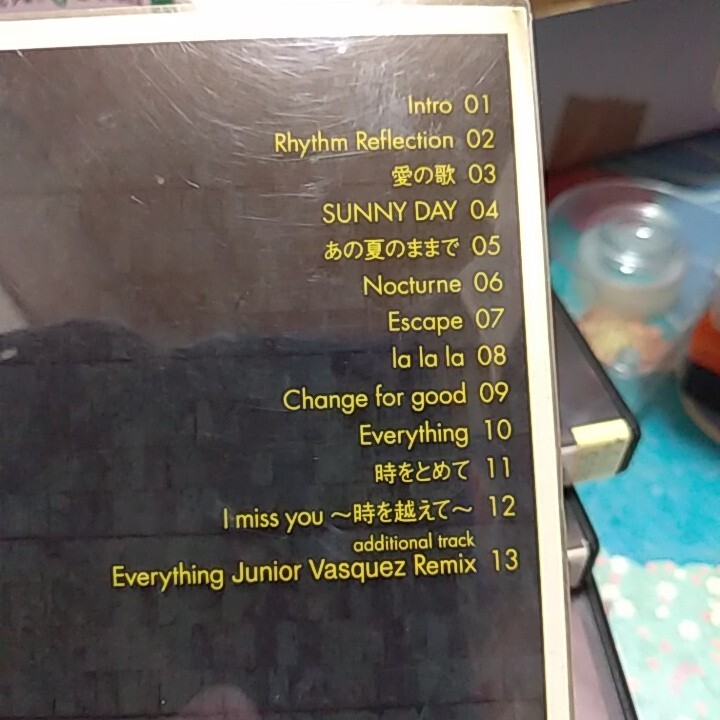 Intro 01
Rhythm Reflection 02
愛の歌 03
SUNNY DAY 04
あの夏のままで 05
Nocturne 06
Escape 07
la la la 08
Change for good 09
Everything 10
時をとめて 11
I miss you ～時を越えて～ 12
additional track
Everything Junior Vasquez Remix 13